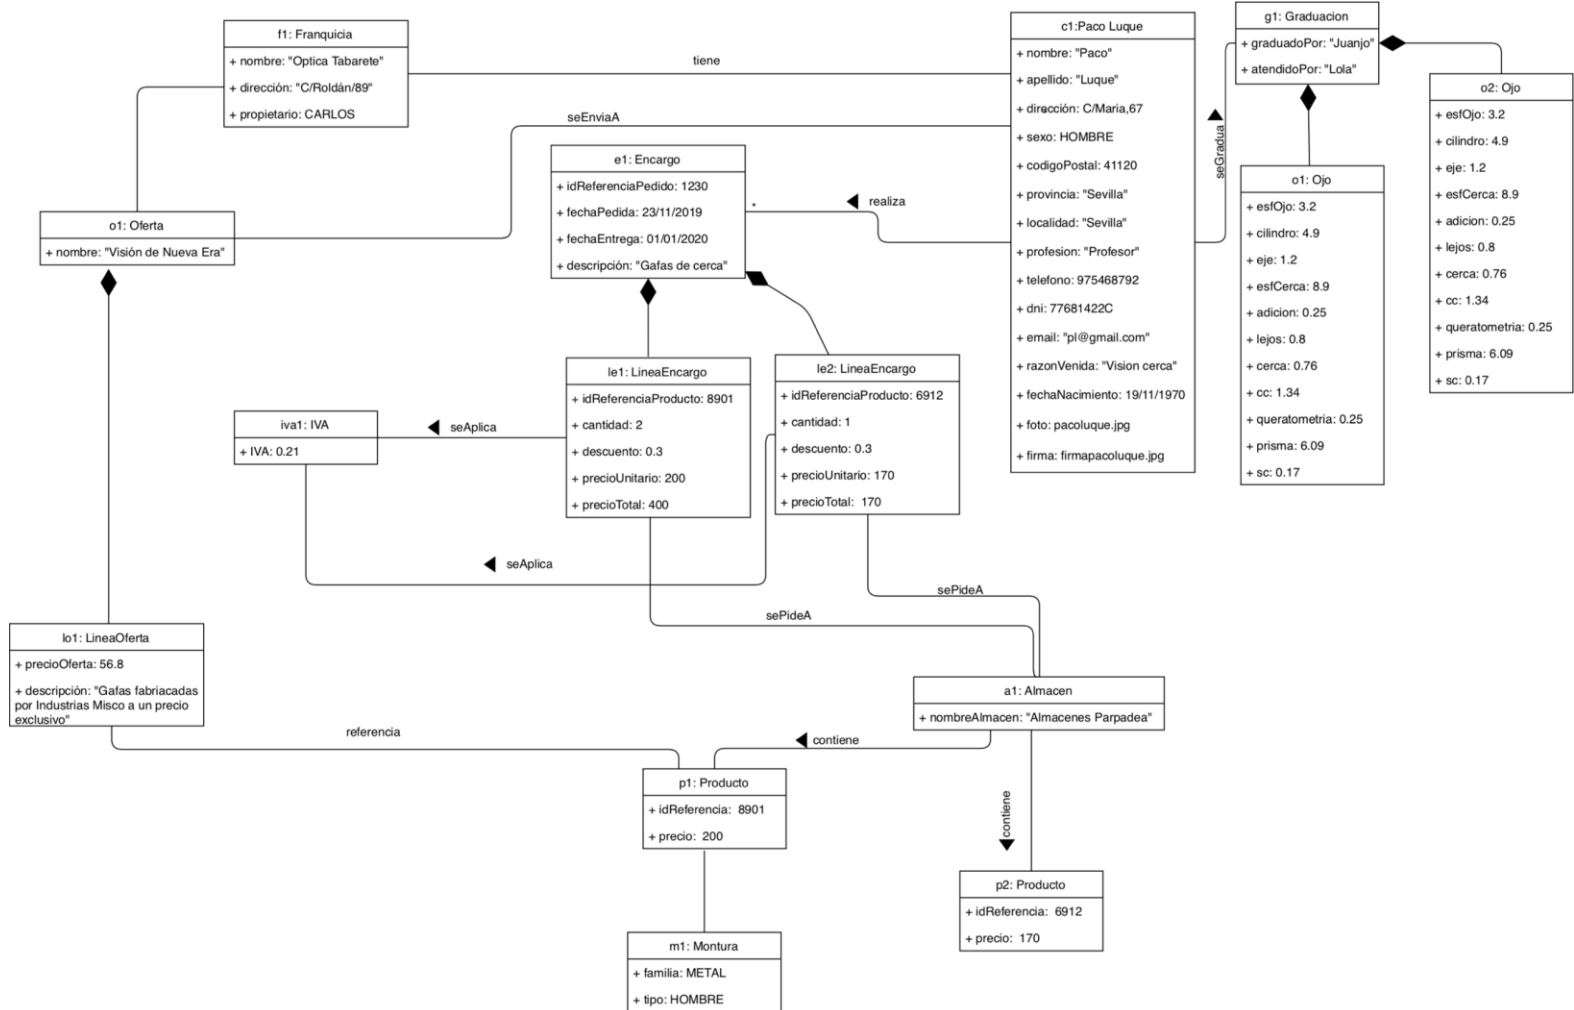 f1: Franquicia
+ nombre: "Optica Tabarete"
+ dirección: "C/Roldán/89"
+ propietario: CARLOS
tiene
c1:Paco Luque
+ nombre: "Paco"
+ apellido: "Luque"
+ dirección: C/Maria,67
+ sexo: HOMBRE
+ codigoPostal: 41120
+ provincia: "Sevilla"
+ localidad: "Sevilla"
+ profesion: "Profesor"
+ telefono: 975468792
+ dni: 77681422C
+ email: "pl@gmail.com"
+ razonVenida: "Vision cerca"
+ fechaNacimiento: 19/11/1970
+ foto: pacoluque.jpg
+ firma: firmapacoluque.jpg
g1: Graduacion
+ graduadoPor: "Juanjo"
+ atendidoPor: "Lola"
seGradua
o2: Ojo
+ esfOjo: 3.2
+ cilindro: 4.9
+ eje: 1.2
+ esfCerca: 8.9
+ adicion: 0.25
+ lejos: 0.8
+ cerca: 0.76
+ cc: 1.34
+ queratometria: 0.25
+ prisma: 6.09
+ sc: 0.17
o1: Ojo
+ esfOjo: 3.2
+ cilindro: 4.9
+ eje: 1.2
+ esfCerca: 8.9
+ adicion: 0.25
+ lejos: 0.8
+ cerca: 0.76
+ cc: 1.34
+ queratometria: 0.25
+ prisma: 6.09
+ sc: 0.17
seEnviaA
e1: Encargo
+ idReferenciaPedido: 1230
+ fechaPedida: 23/11/2019
+ fechaEntrega: 01/01/2020
+ descripción: "Gafas de cerca"
*
realiza
o1: Oferta
+ nombre: "Visión de Nueva Era"
le1: LineaEncargo
+ idReferenciaProducto: 8901
+ cantidad: 2
+ descuento: 0.3
+ precioUnitario: 200
+ precioTotal: 400
le2: LineaEncargo
+ idReferenciaProducto: 6912
+ cantidad: 1
+ descuento: 0.3
+ precioUnitario: 170
+ precioTotal: 170
iva1: IVA
+ IVA: 0.21
seAplica
seAplica
sePideA
sePideA
lo1: LineaOferta
+ precioOferta: 56.8
+ descripción: "Gafas fabriacadas
por Industrias Misco a un precio
exclusivo"
referencia
a1: Almacen
+ nombreAlmacen: "Almacenes Parpadea"
contiene
contiene
p1: Producto
+ idReferencia: 8901
+ precio: 200
p2: Producto
+ idReferencia: 6912
+ precio: 170
m1: Montura
+ familia: METAL
+ tipo: HOMBRE